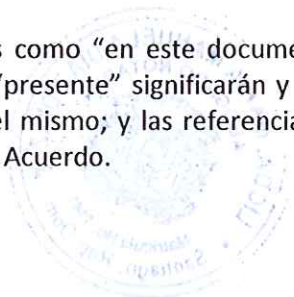 s como “en este docume
“presente” significarán y
el mismo; y las referencia
Acuerdo.